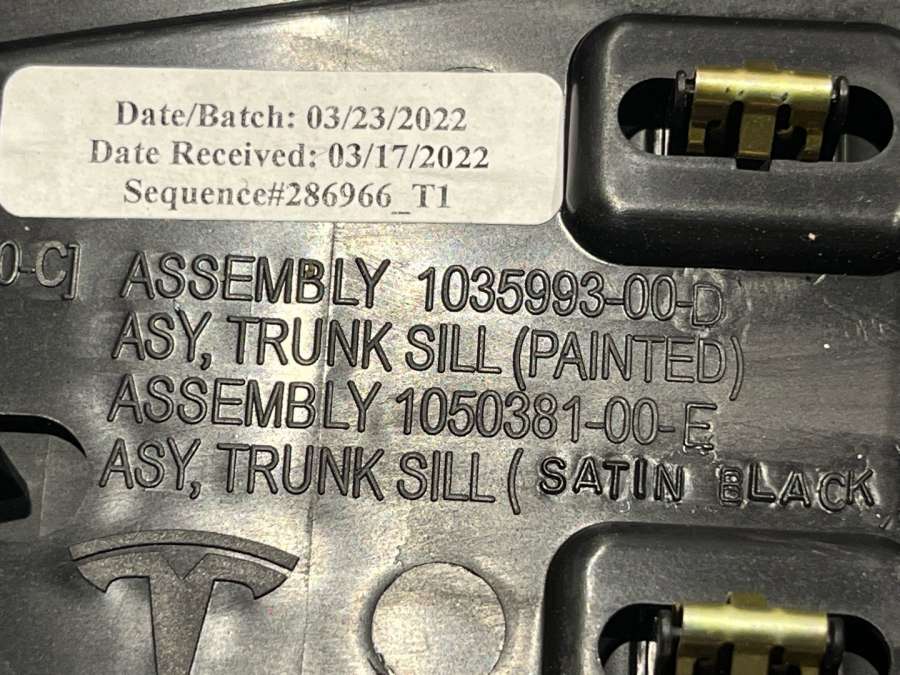 Date/Batch: 03/23/2022
Date Received: 03/17/2022
Sequence#286966_T1
0-C]
ASSEMBLY 1035993-00-D
ASY, TRUNK SILL (PAINTED)
ASSEMBLY 1050381-00-E
ASY, TRUNK SILL (SATIN BLACK)